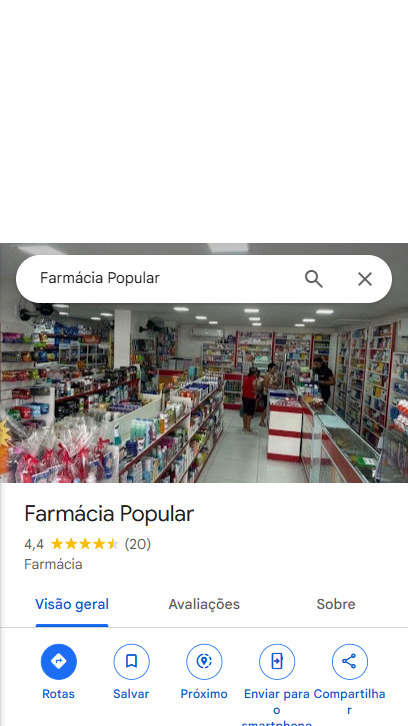 Farmácia Popular
Farmácia Popular
4,4 (20)
Farmácia
Visão geral Avaliações Sobre
Rotas Salvar Próximo Enviar para o smartphone Compartilhar